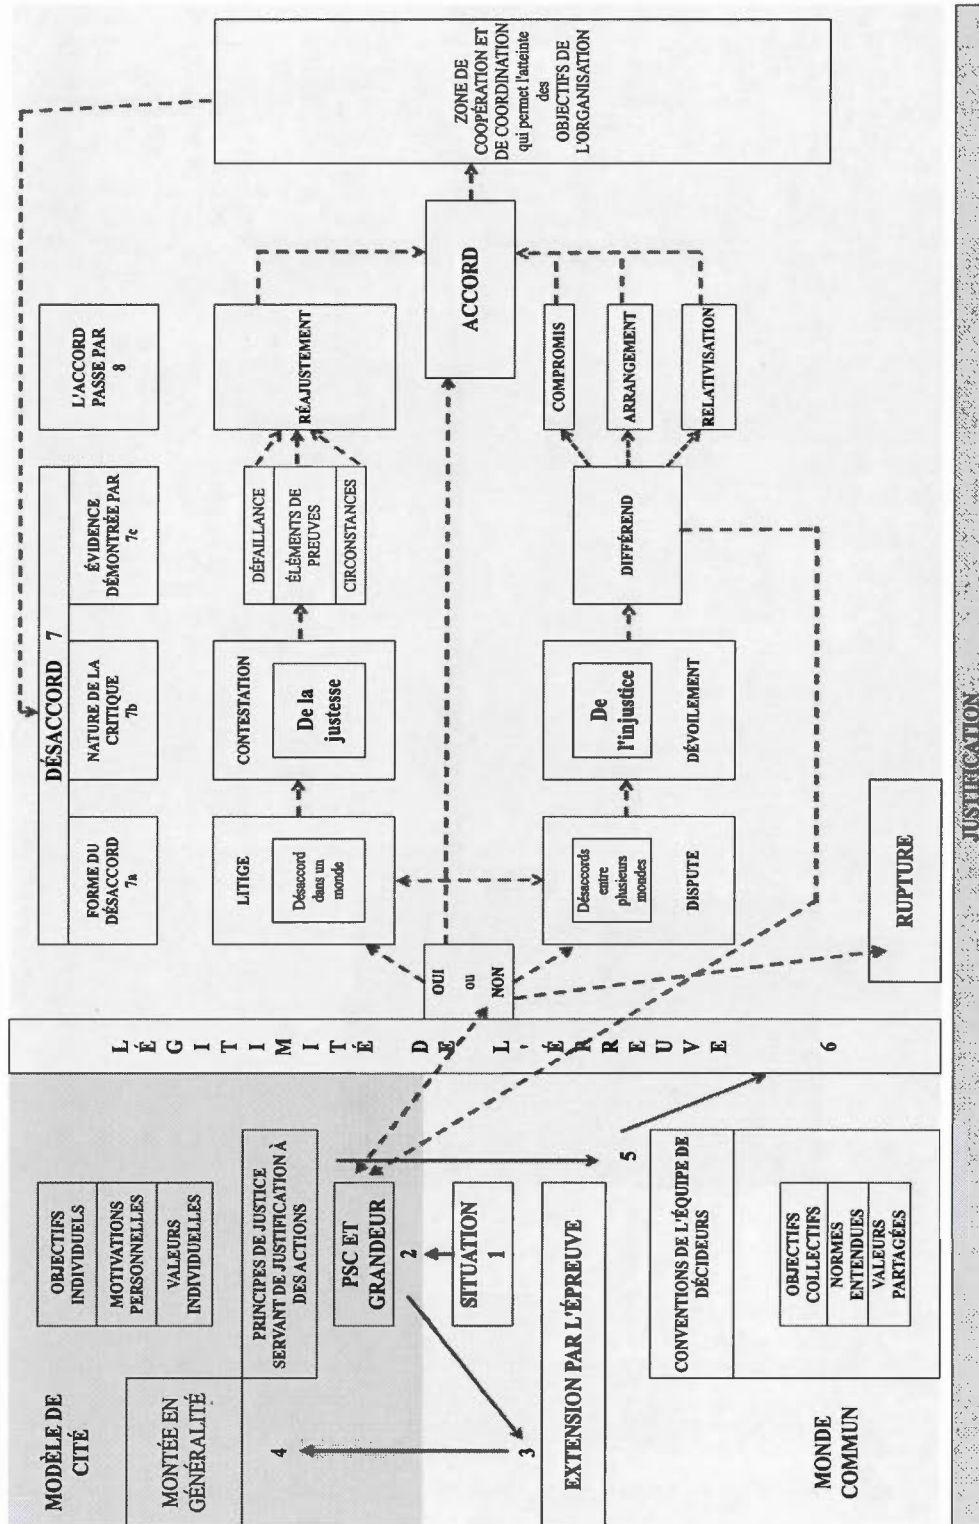 MODÈLE DE
CITÉ
MONTÉE EN
GÉNÉRALITÉ
4
3
EXTENSION PAR L'ÉPREUVE
MONDE
COMMUN
OBJECTIFS
INDIVIDUELS
MOTIVATIONS
PERSONNELLES
VALEURS
INDIVIDUELLES
PRINCIPES DE JUSTICE
SERVANT DE JUSTIFICATION À
DES ACTIONS
PSC ET
GRANDEUR
2
SITUATION
1
5
CONVENTIONS DE L'ÉQUIPE DE
DÉCIDEURS
OBJECTIFS
COLLECTIFS
NORMES
ENTENDUES
VALEURS
PARTAGÉES
LÉGITIMITÉ DE L'ÉRREUVE
6
OUI
ou
NON
DÉSACCORD 7
FORME DU
DÉSACCORD
7a
NATURE DE LA
CRITIQUE
7b
ÉVIDENCE
DÉMONTRÉE PAR
7c
L'ACCORD
PASSE PAR
8
LITIGE
Désaccord
dans un
monde
CONTESTATION
De la
justesse
DÉFAILLANCE
ÉLÉMENTS DE
PREUVES
CIRCONSTANCES
RÉAJUSTEMENT
ACCORD
ZONE DE
COOPÉRATION ET
DE COORDINATION
qui permet l'atteinte
des
OBJECTIFS DE
L'ORGANISATION
Désaccords
entre
plusieurs
mondes
DISPUTE
De
l'injustice
DÉVOILEMENT
DIFFÉREND
COMPROMIS
ARRANGEMENT
RELATIVISATION
RUPTURE
JUSTIFICATION